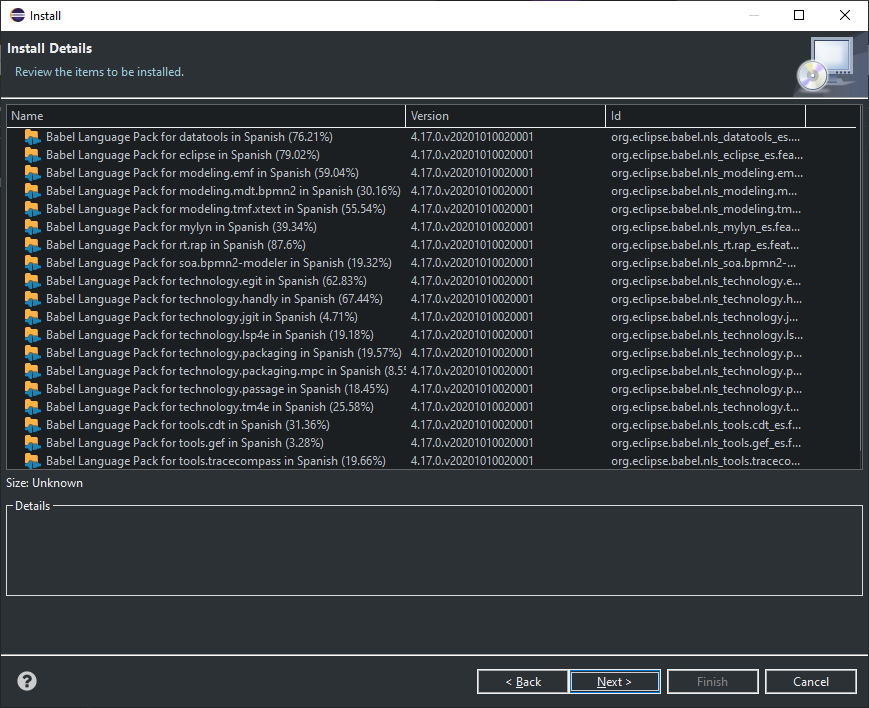 Install
Install Details
Review the items to be installed.
Name Version Id
Babel Language Pack for datatools in Spanish (76.21%) 4.17.0.v20201010020001 org.eclipse.babel.nls_datatools_es....
Babel Language Pack for eclipse in Spanish (79.02%) 4.17.0.v20201010020001 org.eclipse.babel.nls_eclipse_es.fea...
Babel Language Pack for modeling.emf in Spanish (59.04%) 4.17.0.v20201010020001 org.eclipse.babel.nls_modeling.em...
Babel Language Pack for modeling.mdt.bpmn2 in Spanish (30.16%) 4.17.0.v20201010020001 org.eclipse.babel.nls_modeling.m...
Babel Language Pack for modeling.tmf.xtext in Spanish (55.54%) 4.17.0.v20201010020001 org.eclipse.babel.nls_modeling.tm...
Babel Language Pack for mylyn in Spanish (39.34%) 4.17.0.v20201010020001 org.eclipse.babel.nls_mylyn_es.fea...
Babel Language Pack for rt.rap in Spanish (87.6%) 4.17.0.v20201010020001 org.eclipse.babel.nls_rt.rap_es.feat...
Babel Language Pack for soa.bpmn2-modeler in Spanish (19.32%) 4.17.0.v20201010020001 org.eclipse.babel.nls_soa.bpmn2-...
Babel Language Pack for technology.egit in Spanish (62.83%) 4.17.0.v20201010020001 org.eclipse.babel.nls_technology.e...
Babel Language Pack for technology.handly in Spanish (67.44%) 4.17.0.v20201010020001 org.eclipse.babel.nls_technology.h...
Babel Language Pack for technology.jgit in Spanish (4.71%) 4.17.0.v20201010020001 org.eclipse.babel.nls_technology.j...
Babel Language Pack for technology.lsp4e in Spanish (19.18%) 4.17.0.v20201010020001 org.eclipse.babel.nls_technology.ls...
Babel Language Pack for technology.packaging in Spanish (19.57%) 4.17.0.v20201010020001 org.eclipse.babel.nls_technology.p...
Babel Language Pack for technology.packaging.mpc in Spanish (8.55 4.17.0.v20201010020001 org.eclipse.babel.nls_technology.p...
Babel Language Pack for technology.passage in Spanish (18.45%) 4.17.0.v20201010020001 org.eclipse.babel.nls_technology.p...
Babel Language Pack for technology.tm4e in Spanish (25.58%) 4.17.0.v20201010020001 org.eclipse.babel.nls_technology.t...
Babel Language Pack for tools.cdt in Spanish (31.36%) 4.17.0.v20201010020001 org.eclipse.babel.nls_tools.cdt_es.f...
Babel Language Pack for tools.gef in Spanish (3.28%) 4.17.0.v20201010020001 org.eclipse.babel.nls_tools.gef_es.f...
Babel Language Pack for tools.tracecompass in Spanish (19.66%) 4.17.0.v20201010020001 org.eclipse.babel.nls_tools.traceco...
Size: Unknown
Details
? < Back Next > Finish Cancel